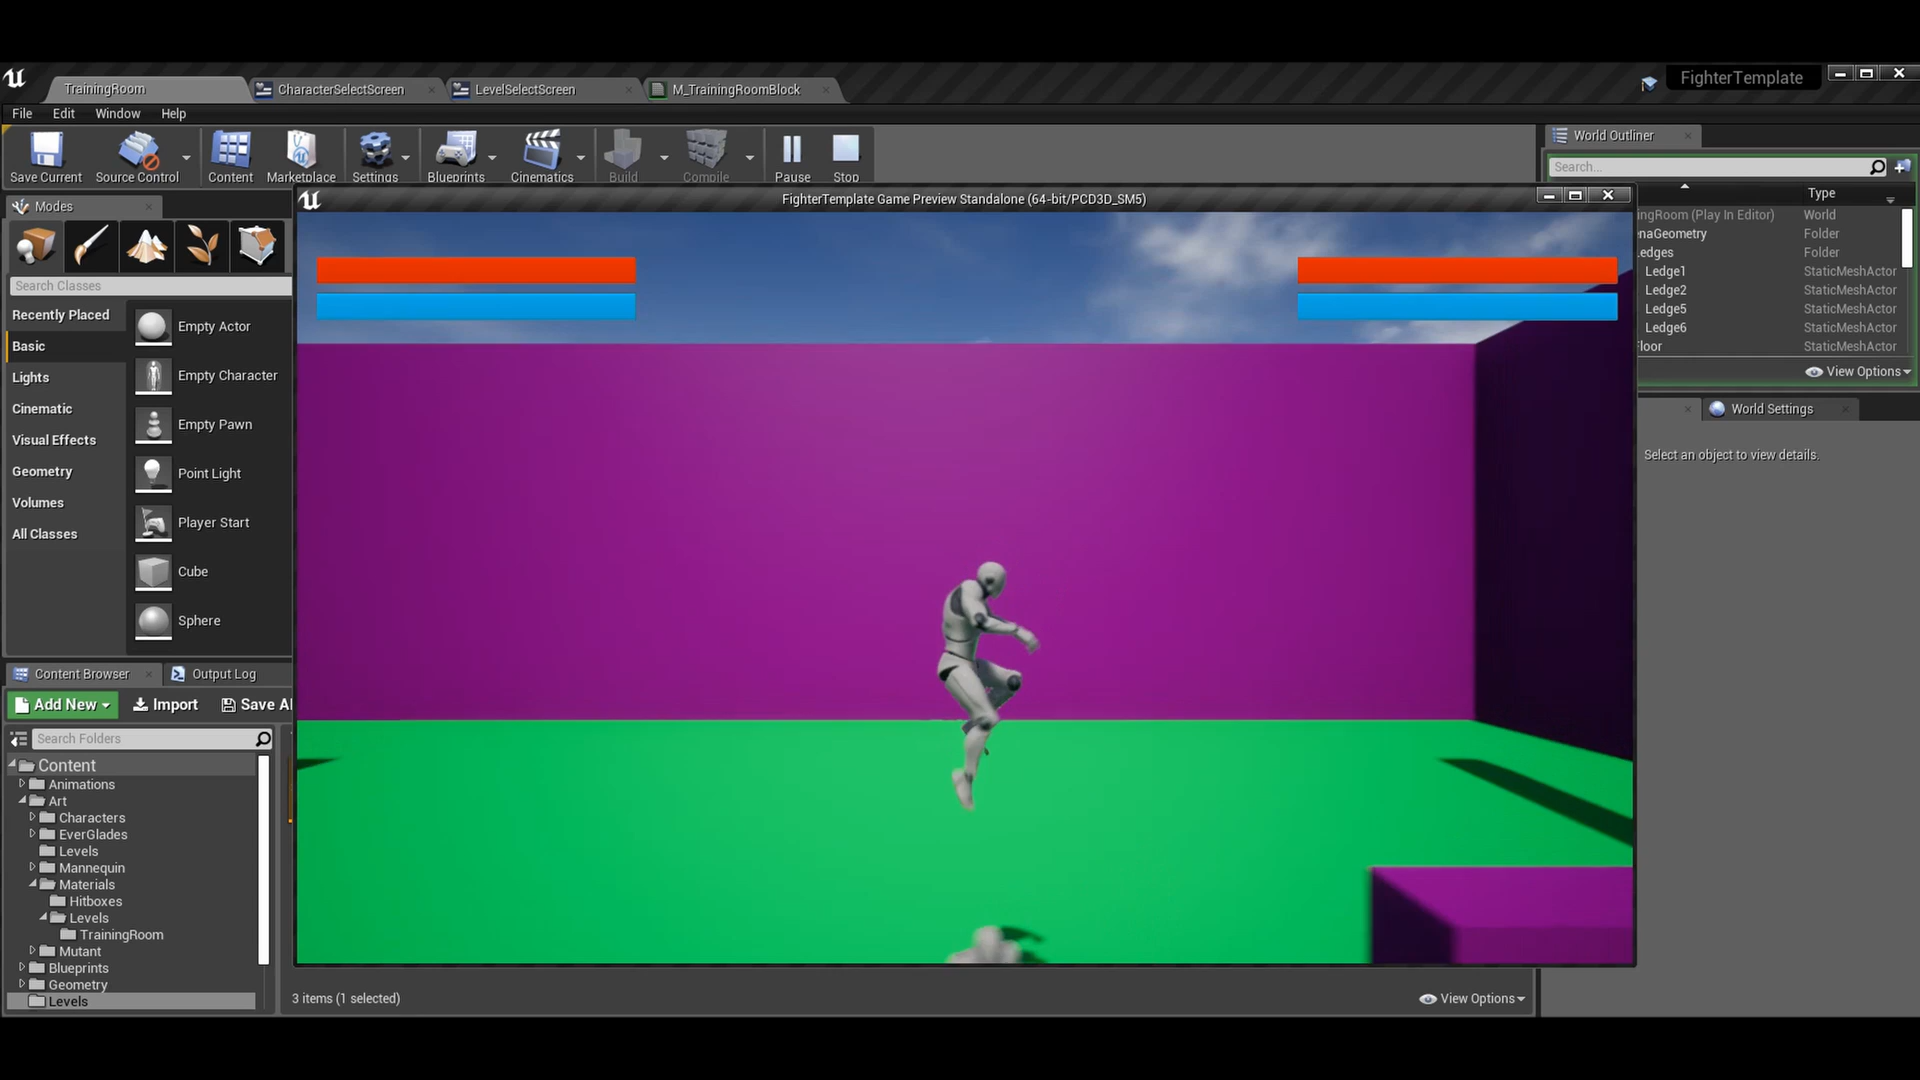 TrainingRoom
CharacterSelectScreen
LevelSelectScreen
M_TrainingRoomBlock
FighterTemplate
File Edit Window Help
Save Current
Source Control
Content
Marketplace
Settings
Blueprints
Cinematics
Build
Compile
Pause
Stop
World Outliner
Search...
Type
FighterTemplate Game Preview Standalone (64-bit/PCD3D_SM5)
Modes
Search Classes
Recently Placed
Basic
Lights
Cinematic
Visual Effects
Geometry
Volumes
All Classes
Empty Actor
Empty Character
Empty Pawn
Point Light
Player Start
Cube
Sphere
ingRoom (Play In Editor) World
enaGeometry Folder
edges Folder
Ledge1 StaticMeshActor
Ledge2 StaticMeshActor
Ledge5 StaticMeshActor
Ledge6 StaticMeshActor
Floor StaticMeshActor
View Options
World Settings
Select an object to view details.
Content Browser
Output Log
Add New
Import
Save Al
Search Folders
Content
Animations
Art
Characters
EverGlades
Levels
Mannequin
Materials
Hitboxes
Levels
TrainingRoom
Mutant
Blueprints
Geometry
Levels
3 items (1 selected)
View Options